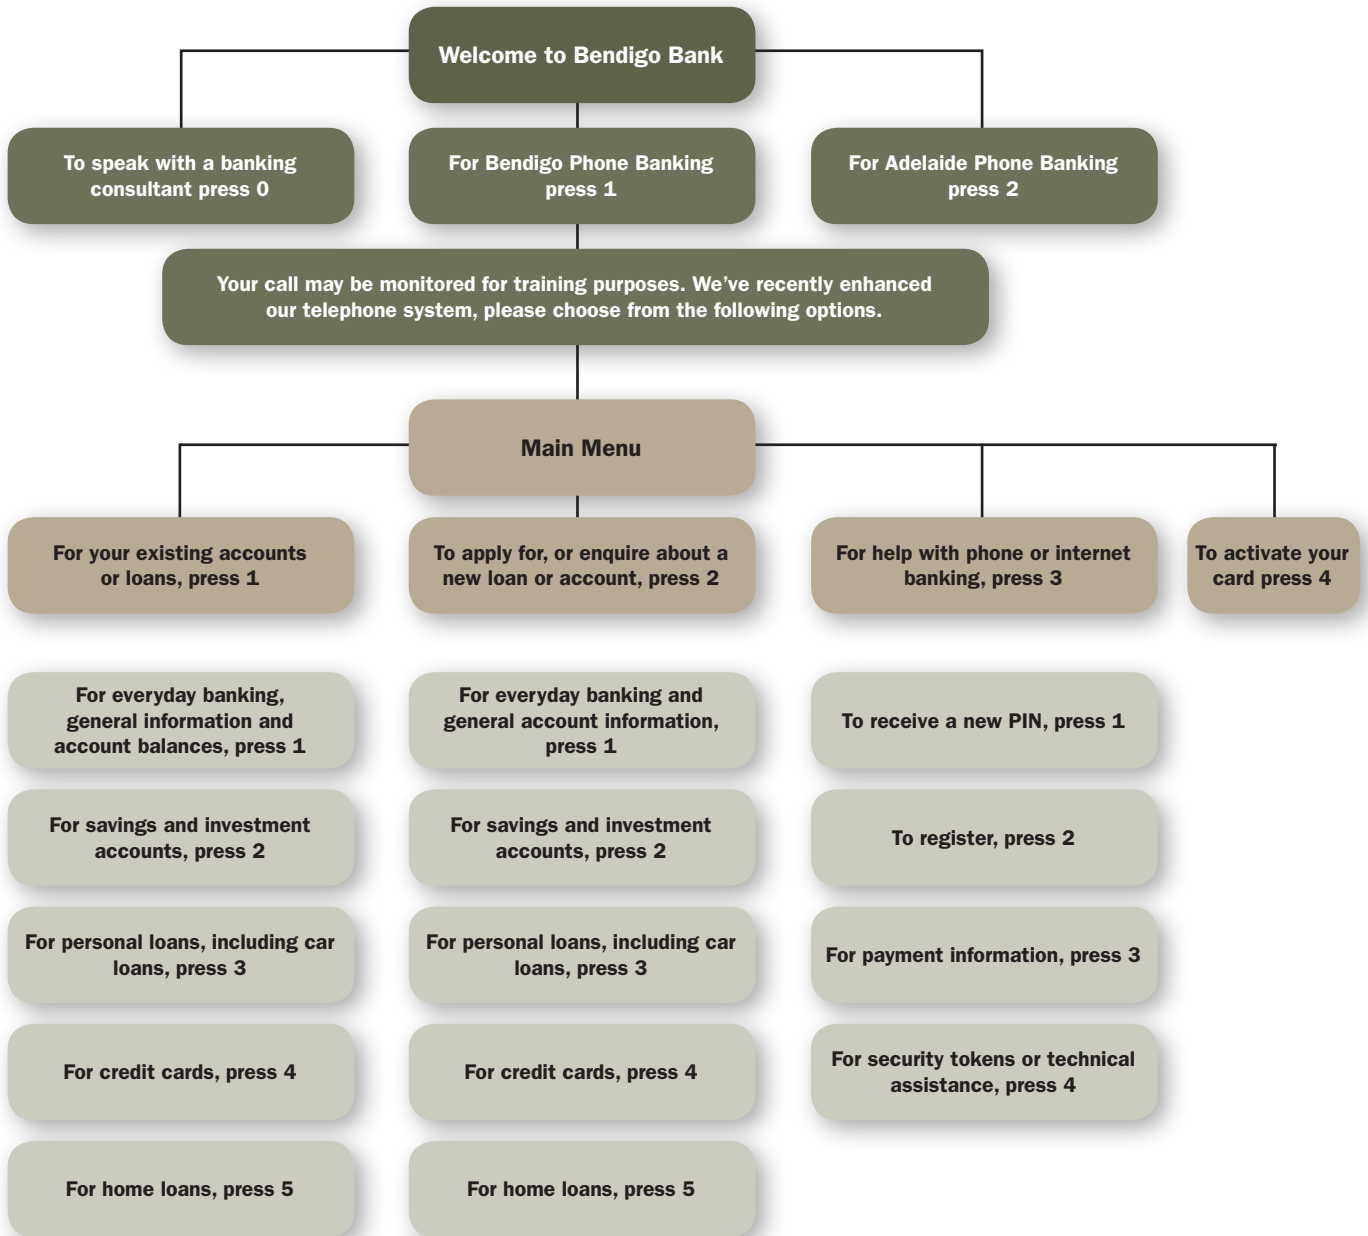 Welcome to Bendigo Bank
To speak with a banking
consultant press 0
For Bendigo Phone Banking
press 1
For Adelaide Phone Banking
press 2
Your call may be monitored for training purposes. We’ve recently enhanced
our telephone system, please choose from the following options.
Main Menu
For your existing accounts
or loans, press 1
To apply for, or enquire about a
new loan or account, press 2
For help with phone or internet
banking, press 3
To activate your
card press 4
For everyday banking,
general information and
account balances, press 1
For everyday banking and
general account information,
press 1
To receive a new PIN, press 1
For savings and investment
accounts, press 2
For savings and investment
accounts, press 2
To register, press 2
For personal loans, including car
loans, press 3
For personal loans, including car
loans, press 3
For payment information, press 3
For credit cards, press 4
For credit cards, press 4
For security tokens or technical
assistance, press 4
For home loans, press 5
For home loans, press 5